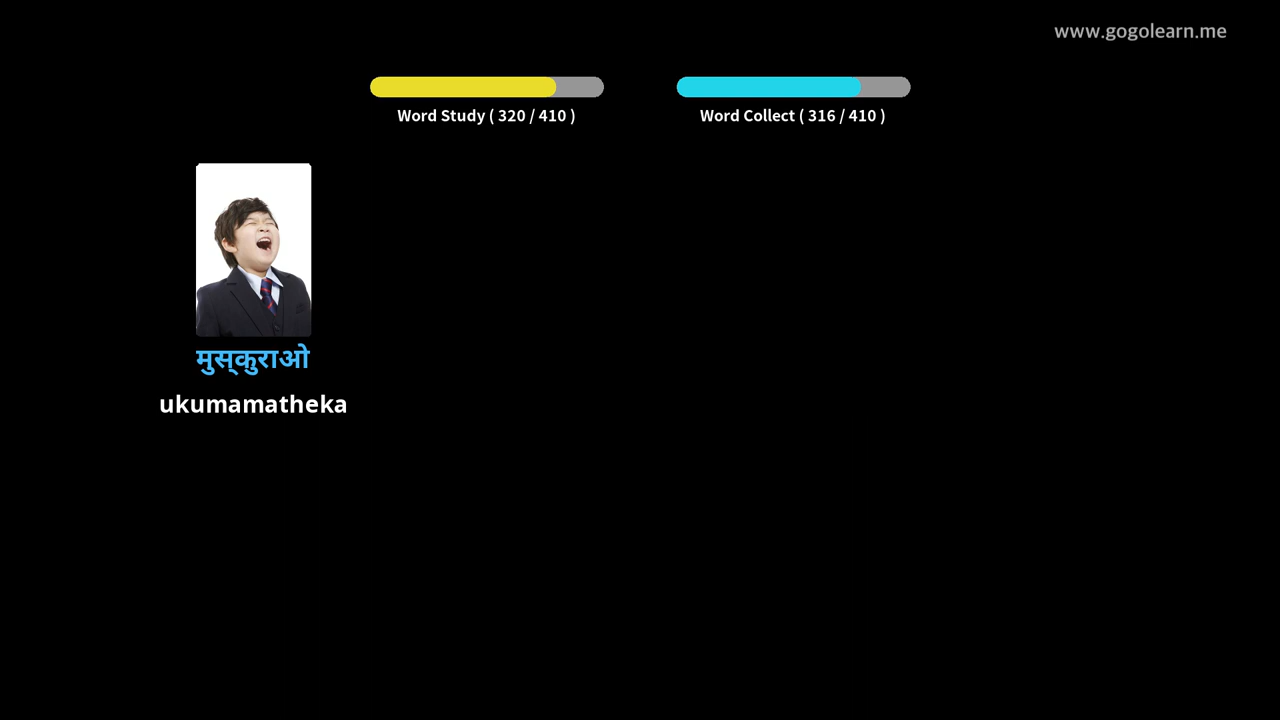 www.gogolearn.me
Word Study ( 320 / 410 )
Word Collect ( 316 / 410 )
मुस्कुराओ
ukumamatheka